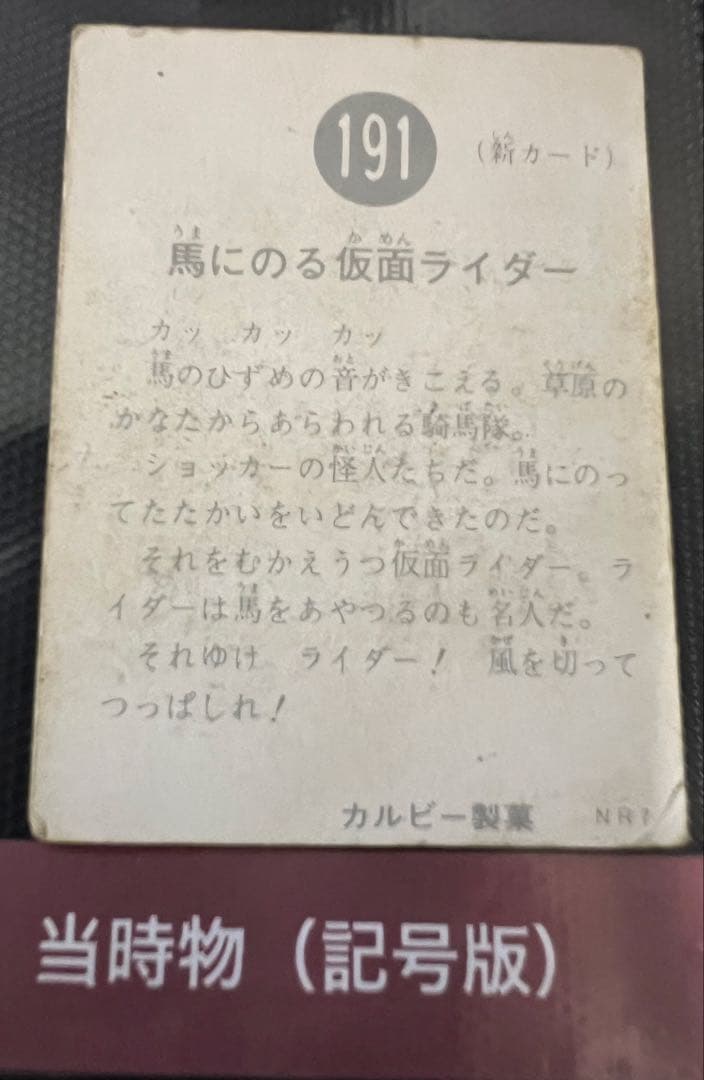 191
(新カード)
馬にのる仮面ライダー
カッ カッ カッ
馬のひずめの音がきこえる。草原の
かなたからあらわれる騎馬隊。
ショッカーの怪人たちだ。馬にのっ
てたたかいをいどんできたのだ。
それをむかえうつ仮面ライダー。ラ
イダーは馬をあやつるのも名人だ。
それゆけ ライダー! 風を切って
つっぱしれ!
カルビー製菓 NR7
当時物(記号版)